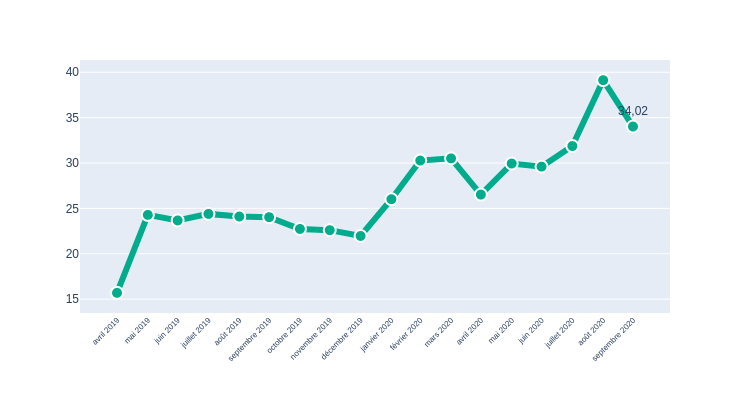 40
35
30
25
20
15
34,02
avril 2019
mai 2019
juin 2019
juillet 2019
août 2019
septembre 2019
octobre 2019
novembre 2019
décembre 2019
janvier 2020
février 2020
mars 2020
avril 2020
mai 2020
juin 2020
juillet 2020
août 2020
septembre 2020